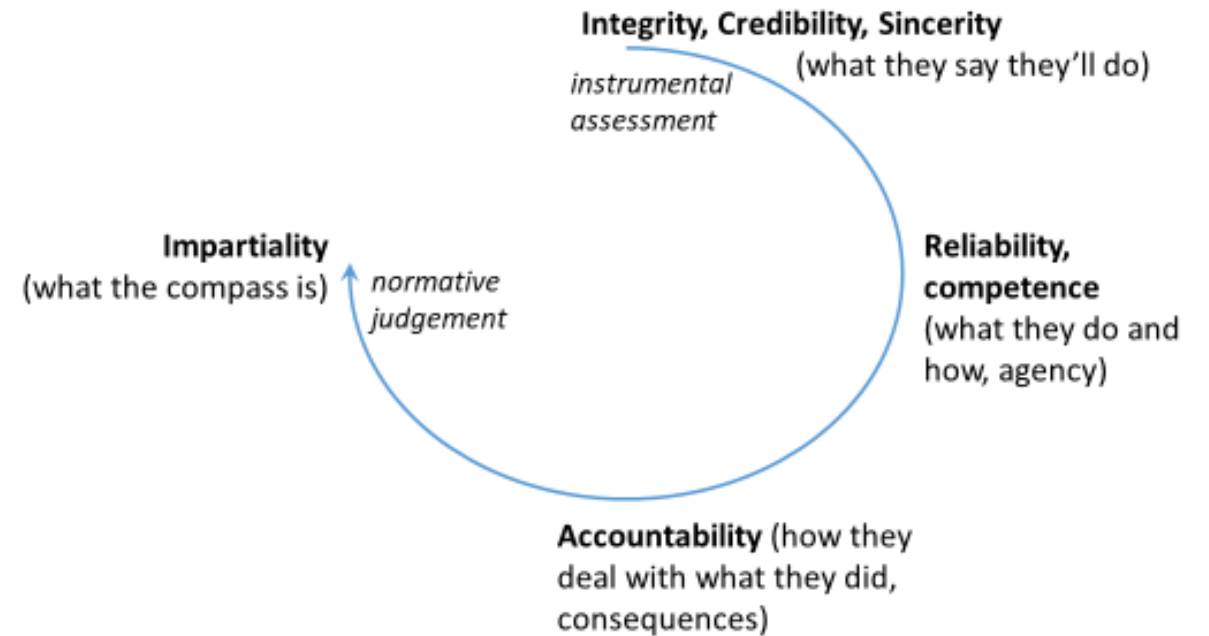 Integrity, Credibility, Sincerity
(what they say they'll do)
instrumental
assessment
Reliability,
competence
(what they do and
how, agency)
Accountability (how they
deal with what they did,
consequences)
Impartiality
(what the compass is)
normative
judgement